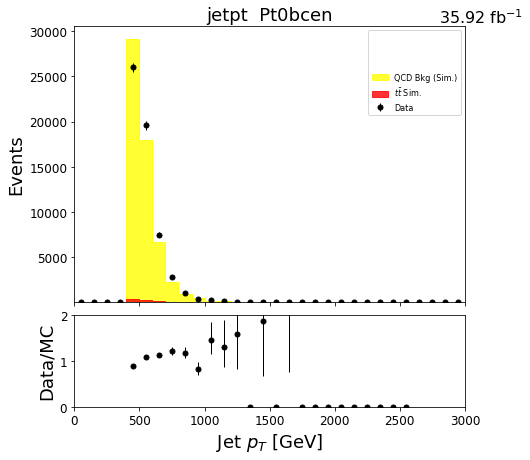 jetpt Pt0bcen
35.92 fb⁻¹
30000
25000
20000
15000
10000
5000
Events
QCD Bkg (Sim.)
tt̄ Sim.
Data
2
1
0
Data/MC
0 500 1000 1500 2000 2500 3000
Jet p_T [GeV]